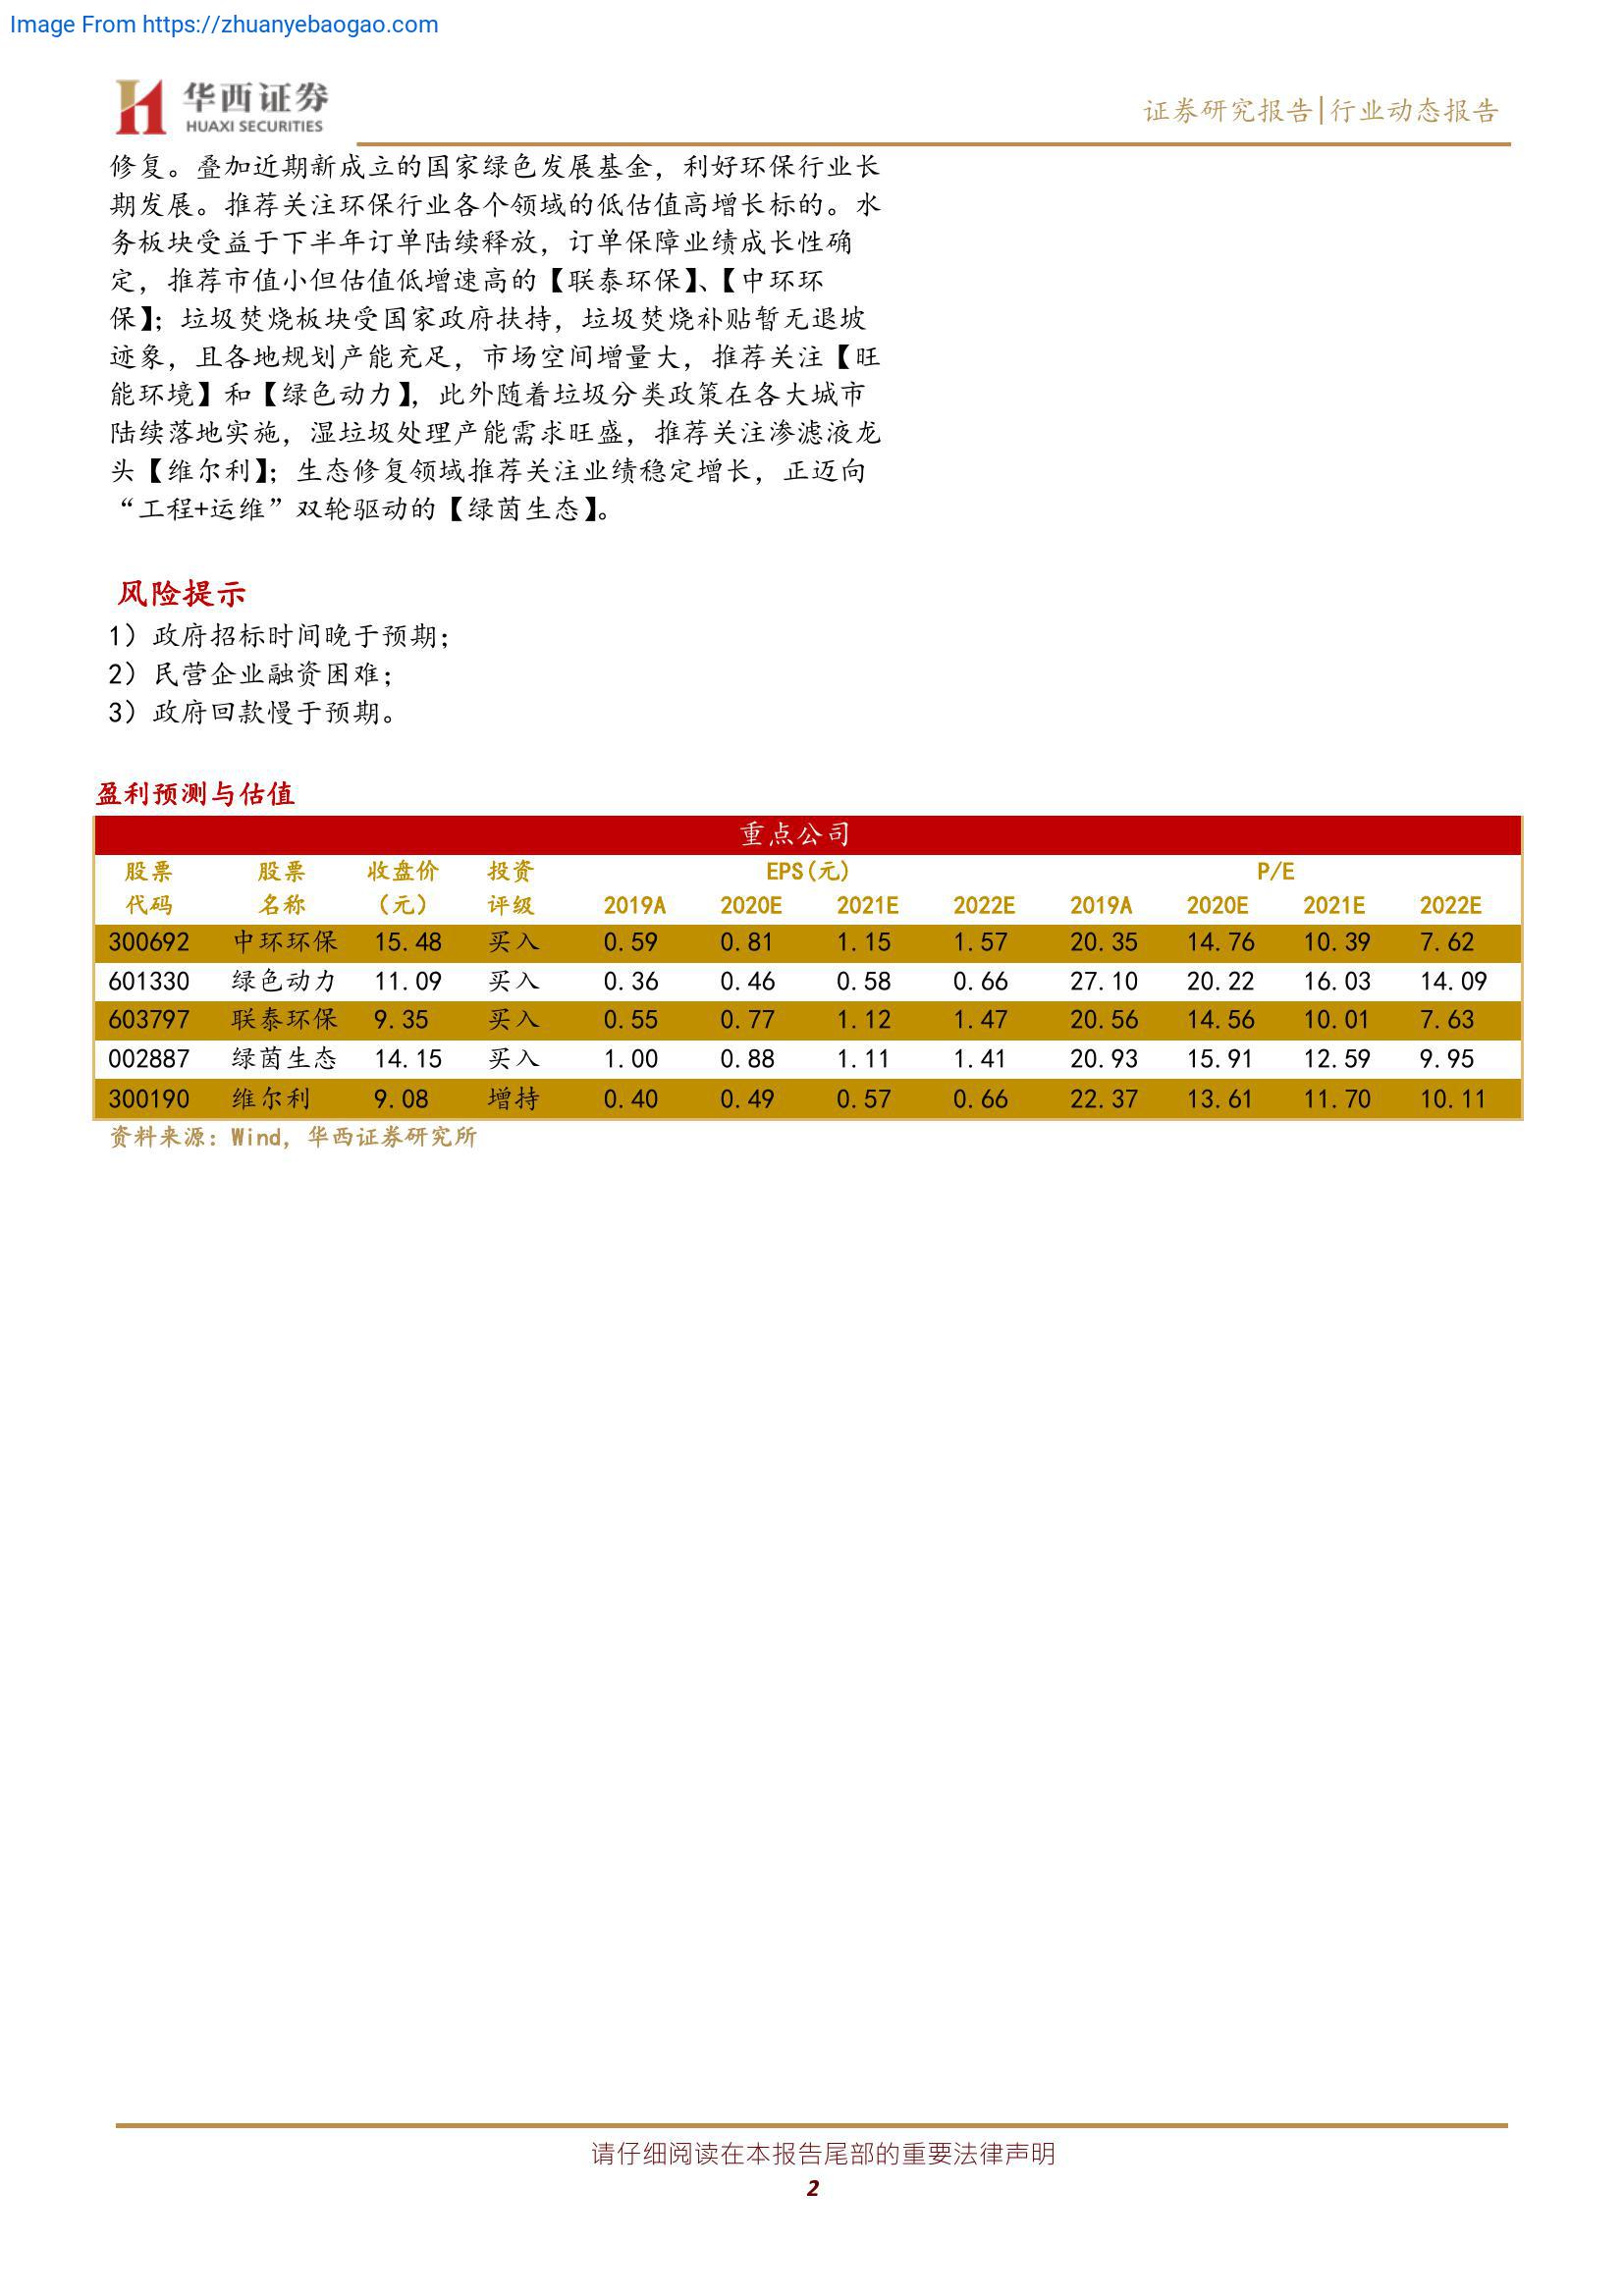 Image From https://zhuanyebaogao.com
华西证券
HUAXI SECURITIES
证券研究报告|行业动态报告
修复。叠加近期新成立的国家绿色发展基金，利好环保行业长
期发展。推荐关注环保行业各个领域的低估值高增长标的。水
务板块受益于下半年订单陆续释放，订单保障业绩成长性确
定，推荐市值小但估值低增速高的【联泰环保】、【中环环
保】；垃圾焚烧板块受国家政府扶持，垃圾焚烧补贴暂无退坡
迹象，且各地规划产能充足，市场空间增量大，推荐关注【旺
能环境】和【绿色动力】，此外随着垃圾分类政策在各大城市
陆续落地实施，湿垃圾处理产能需求旺盛，推荐关注渗滤液龙
头【维尔利】；生态修复领域推荐关注业绩稳定增长，正迈向
“工程+运维”双轮驱动的【绿茵生态】。
风险提示
1）政府招标时间晚于预期；
2）民营企业融资困难；
3）政府回款慢于预期。
盈利预测与估值
重点公司
股票 股票 收盘价 投资 EPS(元) P/E
代码 名称 （元） 评级 2019A 2020E 2021E 2022E 2019A 2020E 2021E 2022E
300692 中环环保 15.48 买入 0.59 0.81 1.15 1.57 20.35 14.76 10.39 7.62
601330 绿色动力 11.09 买入 0.36 0.46 0.58 0.66 27.10 20.22 16.03 14.09
603797 联泰环保 9.35 买入 0.55 0.77 1.12 1.47 20.56 14.56 10.01 7.63
002887 绿茵生态 14.15 买入 1.00 0.88 1.11 1.41 20.93 15.91 12.59 9.95
300190 维尔利 9.08 增持 0.40 0.49 0.57 0.66 22.37 13.61 11.70 10.11
资料来源：Wind，华西证券研究所
请仔细阅读在本报告尾部的重要法律声明
2